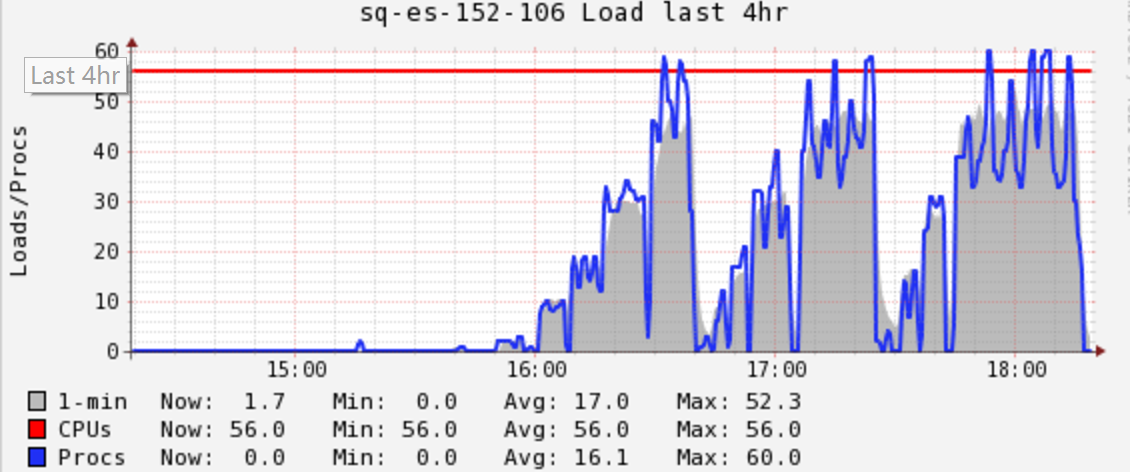 sq-es-152-106 Load last 4hr
Last 4hr
Loads/Procs
60
50
40
30
20
10
0
15:00 16:00 17:00 18:00
1-min Now: 1.7 Min: 0.0 Avg: 17.0 Max: 52.3
CPUs Now: 56.0 Min: 56.0 Avg: 56.0 Max: 56.0
Procs Now: 0.0 Min: 0.0 Avg: 16.1 Max: 60.0